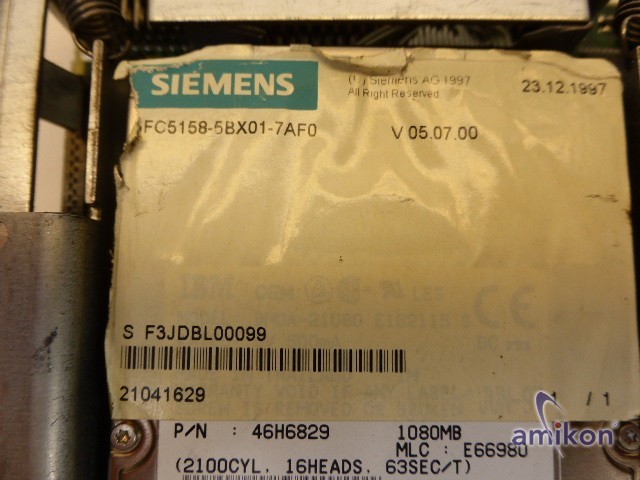 SIEMENS
(C) Siemens AG 1997
All Right Reserved
23.12.1997
FC5158-5BX01-7AF0
V 05.07.00
IBM
S F3JDBL00099
21041629
1 / 1
P/N : 46H6829 1080MB
MLC : E66980
(2100CYL, 16HEADS, 63SEC/T)
amikon